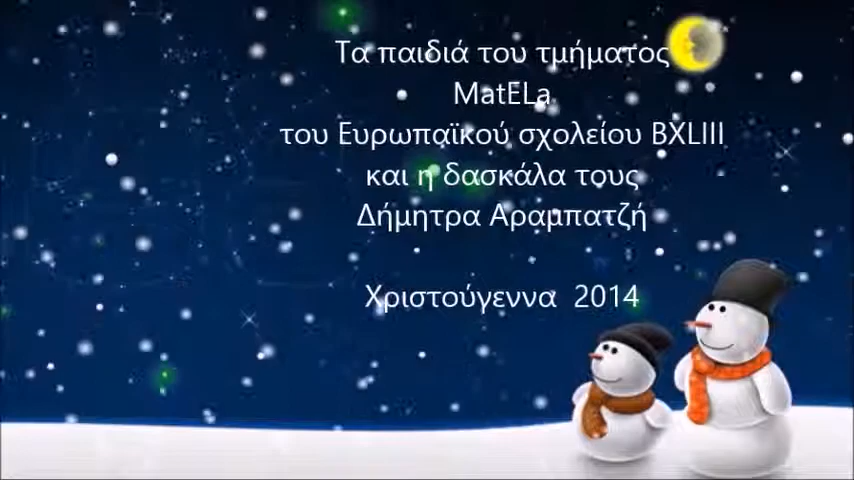 Τα παιδιά του τμήματος
MatELa
του Ευρωπαϊκού σχολείου BXLIII
και η δασκάλα τους
Δήμητρα Αραμπατζή
Χριστούγεννα 2014